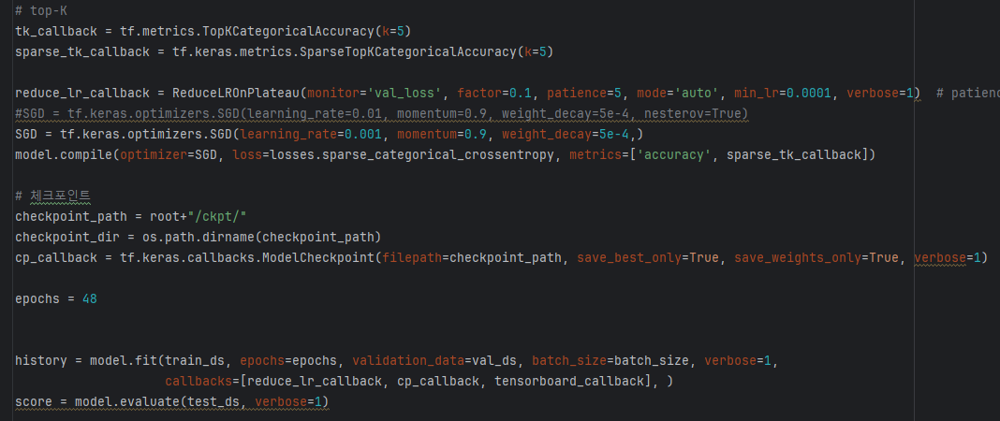 # top-K
tk_callback = tf.metrics.TopKCategoricalAccuracy(k=5)
sparse_tk_callback = tf.keras.metrics.SparseTopKCategoricalAccuracy(k=5)
reduce_lr_callback = ReduceLROnPlateau(monitor='val_loss', factor=0.1, patience=5, mode='auto', min_lr=0.0001, verbose=1)  # patienc
#SGD = tf.keras.optimizers.SGD(learning_rate=0.01, momentum=0.9, weight_decay=5e-4, nesterov=True)
SGD = tf.keras.optimizers.SGD(learning_rate=0.001, momentum=0.9, weight_decay=5e-4,)
model.compile(optimizer=SGD, loss=losses.sparse_categorical_crossentropy, metrics=['accuracy', sparse_tk_callback])
# 체크포인트
checkpoint_path = root+"/ckpt/"
checkpoint_dir = os.path.dirname(checkpoint_path)
cp_callback = tf.keras.callbacks.ModelCheckpoint(filepath=checkpoint_path, save_best_only=True, save_weights_only=True, verbose=1)
epochs = 48
history = model.fit(train_ds, epochs=epochs, validation_data=val_ds, batch_size=batch_size, verbose=1,
callbacks=[reduce_lr_callback, cp_callback, tensorboard_callback], )
score = model.evaluate(test_ds, verbose=1)